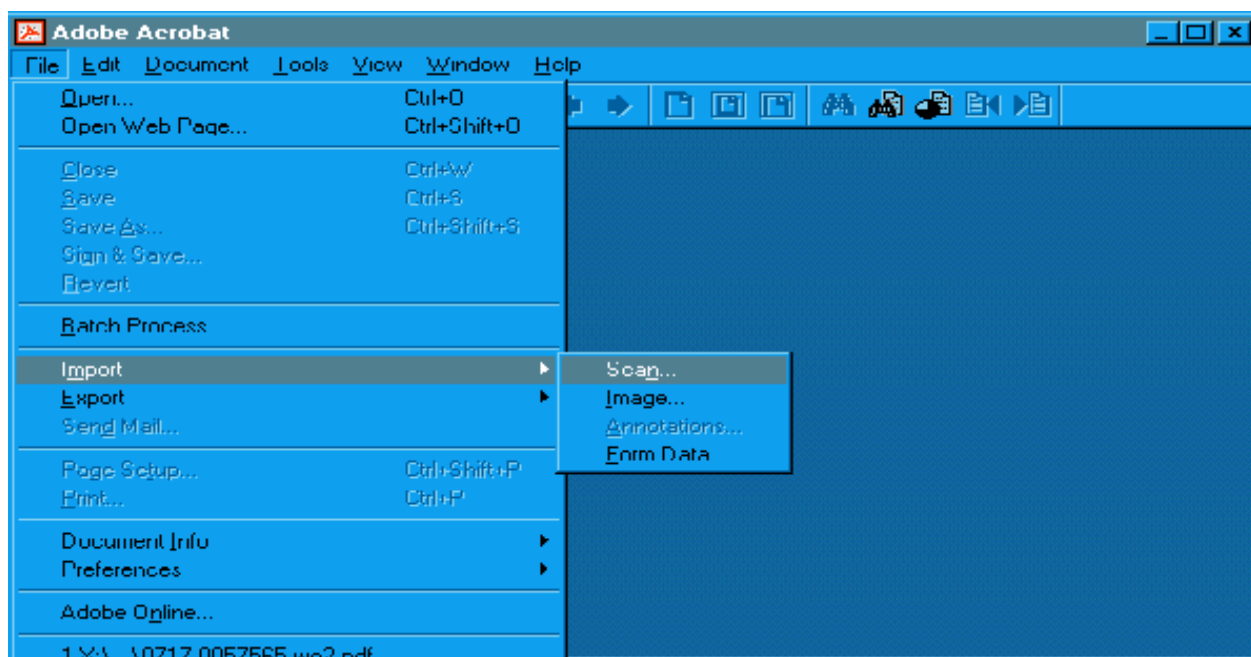 Adobe Acrobat
File Edit Document Tools View Window Help
Open... Ctrl+O
Open Web Page... Ctrl+Shift+O
Close Ctrl+W
Save Ctrl+S
Save As... Ctrl+Shift+S
Sign & Save...
Revert
Batch Process
Import Scan...
Export Image...
Send Mail... Annotations...
Form Data
Page Setup... Ctrl+Shift+P
Print... Ctrl+P
Document Info
Preferences
Adobe Online...